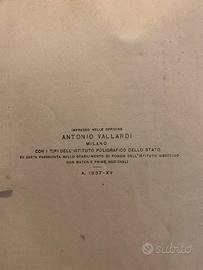 IMPRESSO NELLE OFFICINE
ANTONIO VALLARDI
MILANO
CON I TIPI DELL'ISTITUTO POLIGRAFICO DELLO STATO
SU CARTA FABBRICATA NELLO STABILIMENTO DI FOGGIA DELL'ISTITUTO MEDESIMO
CON MATERIE PRIME NAZIONALI
A. 1937-XV
subito